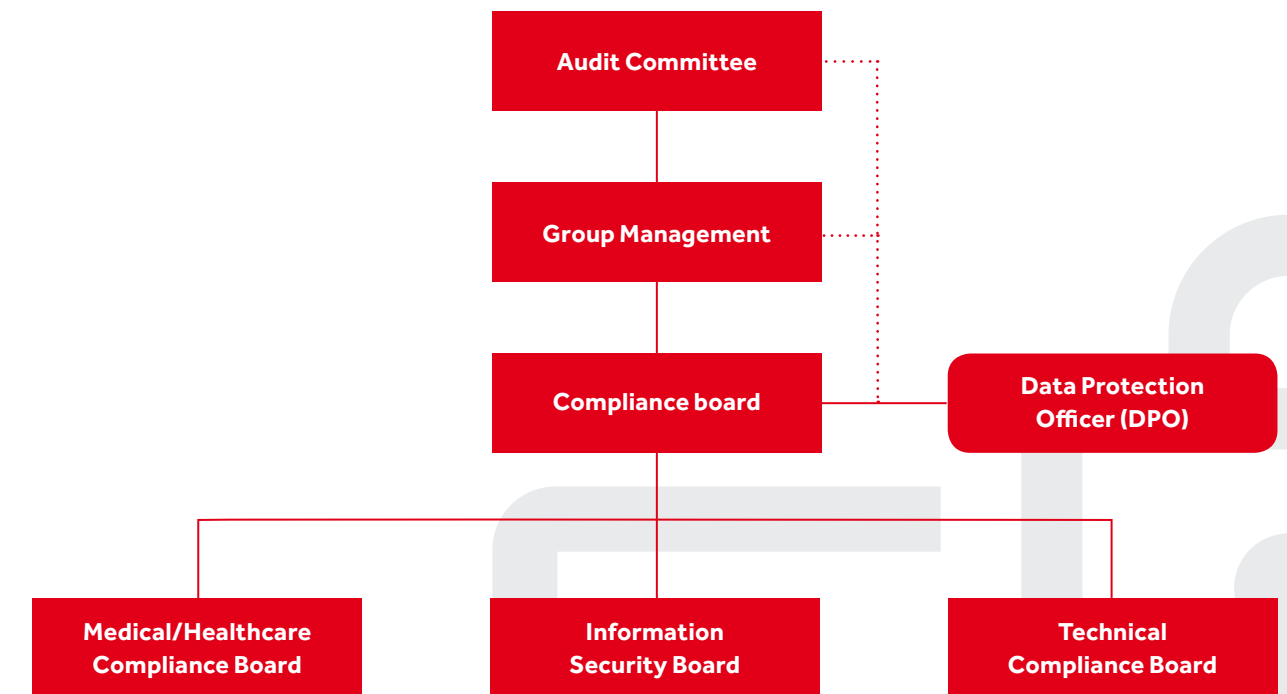 Audit Committee
Group Management
Compliance board
Data Protection
Officer (DPO)
Medical/Healthcare
Compliance Board
Information
Security Board
Technical
Compliance Board